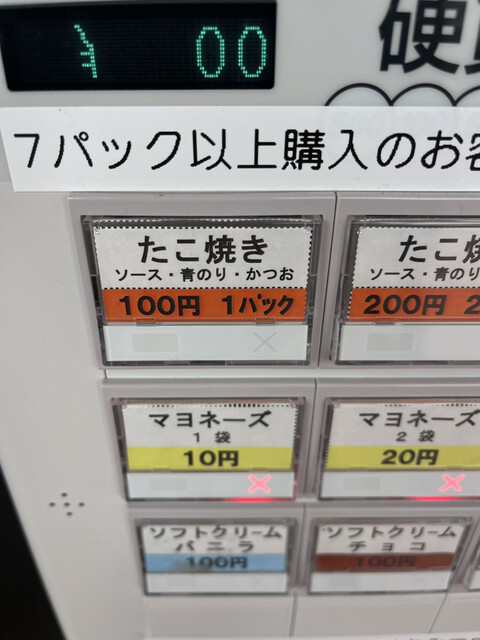 ¥ 00
硬
7パック以上購入のお客
たこ焼き
ソース・青のり・かつお
100円 1パック
たこ焼
ソース・青のり
200円 2
マヨネーズ
1 袋
10円
マヨネーズ
2 袋
20円
ソフトクリーム
バニラ
100円
ソフトクリーム
チョコ
100円